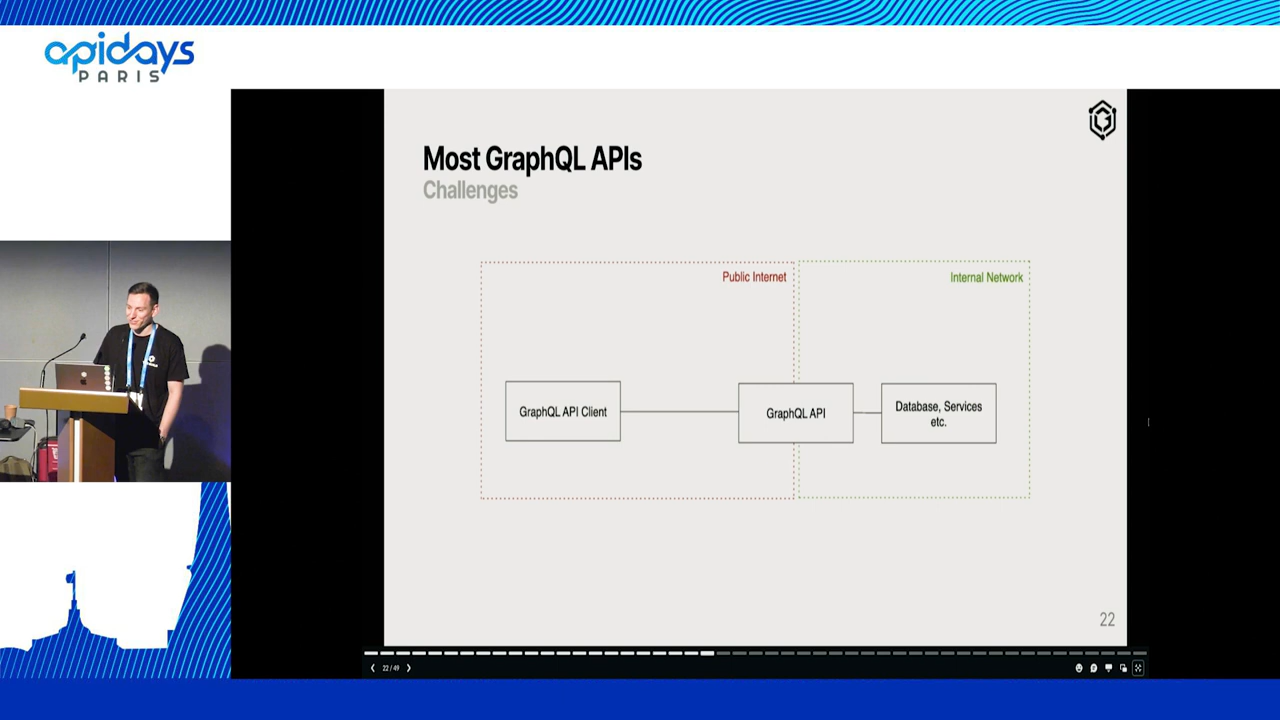 apidays
PARIS
Most GraphQL APIs
Challenges
Public Internet
Internal Network
GraphQL API Client
GraphQL API
Database, Services
etc.
22
22 / 49